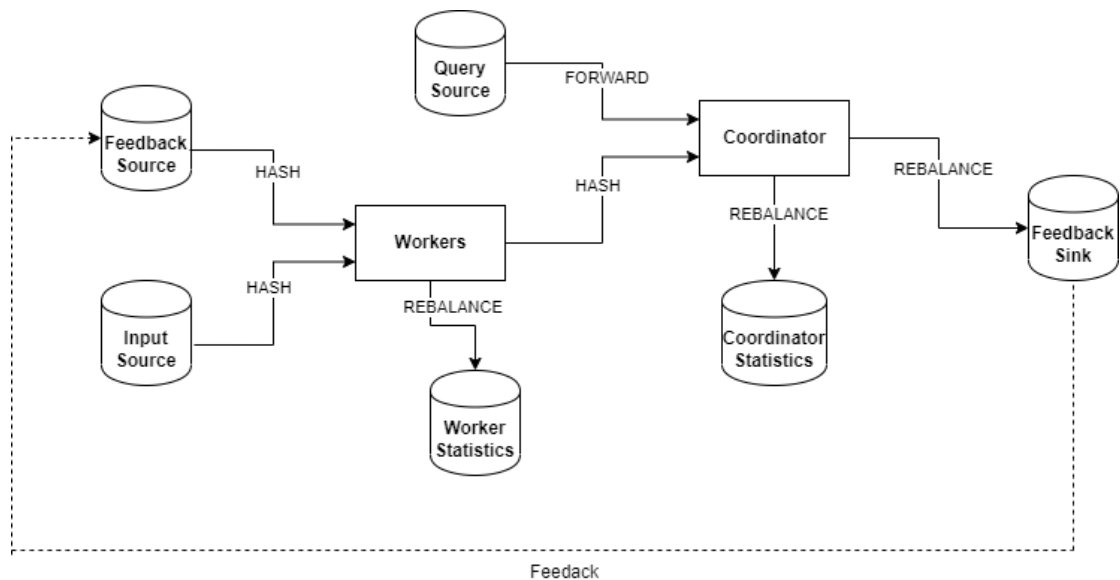 Query
Source
FORWARD
Feedback
Source
HASH
Coordinator
REBALANCE
HASH
REBALANCE
Workers
Feedback
Sink
HASH
REBALANCE
Input
Source
Coordinator
Statistics
Worker
Statistics
Feedack